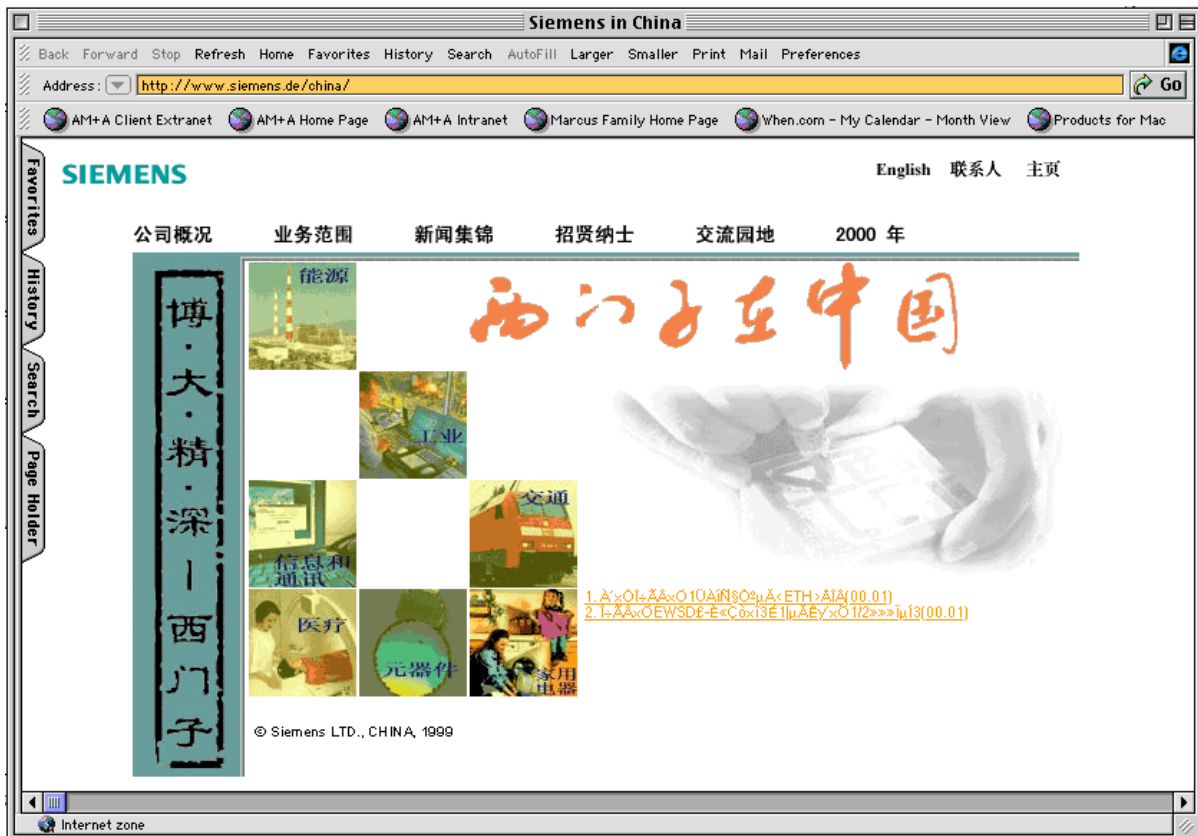 Siemens in China
Back Forward Stop Refresh Home Favorites History Search AutoFill Larger Smaller Print Mail Preferences
Address: http://www.siemens.de/china/ Go
AM+A Client Extranet AM+A Home Page AM+A Intranet Marcus Family Home Page When.com - My Calendar - Month View Products for Mac
Favorites
History
Search
Page Holder
SIEMENS
English 联系人 主页
公司概况 业务范围 新闻集锦 招贤纳士 交流园地 2000 年
博·大·精·深—西门子
能源
西门子在中国
工业
信息和
通讯
交通
医疗
元器件
家用
电器
(00.01)
(00.01)
© Siemens LTD., CHINA, 1999
Internet zone